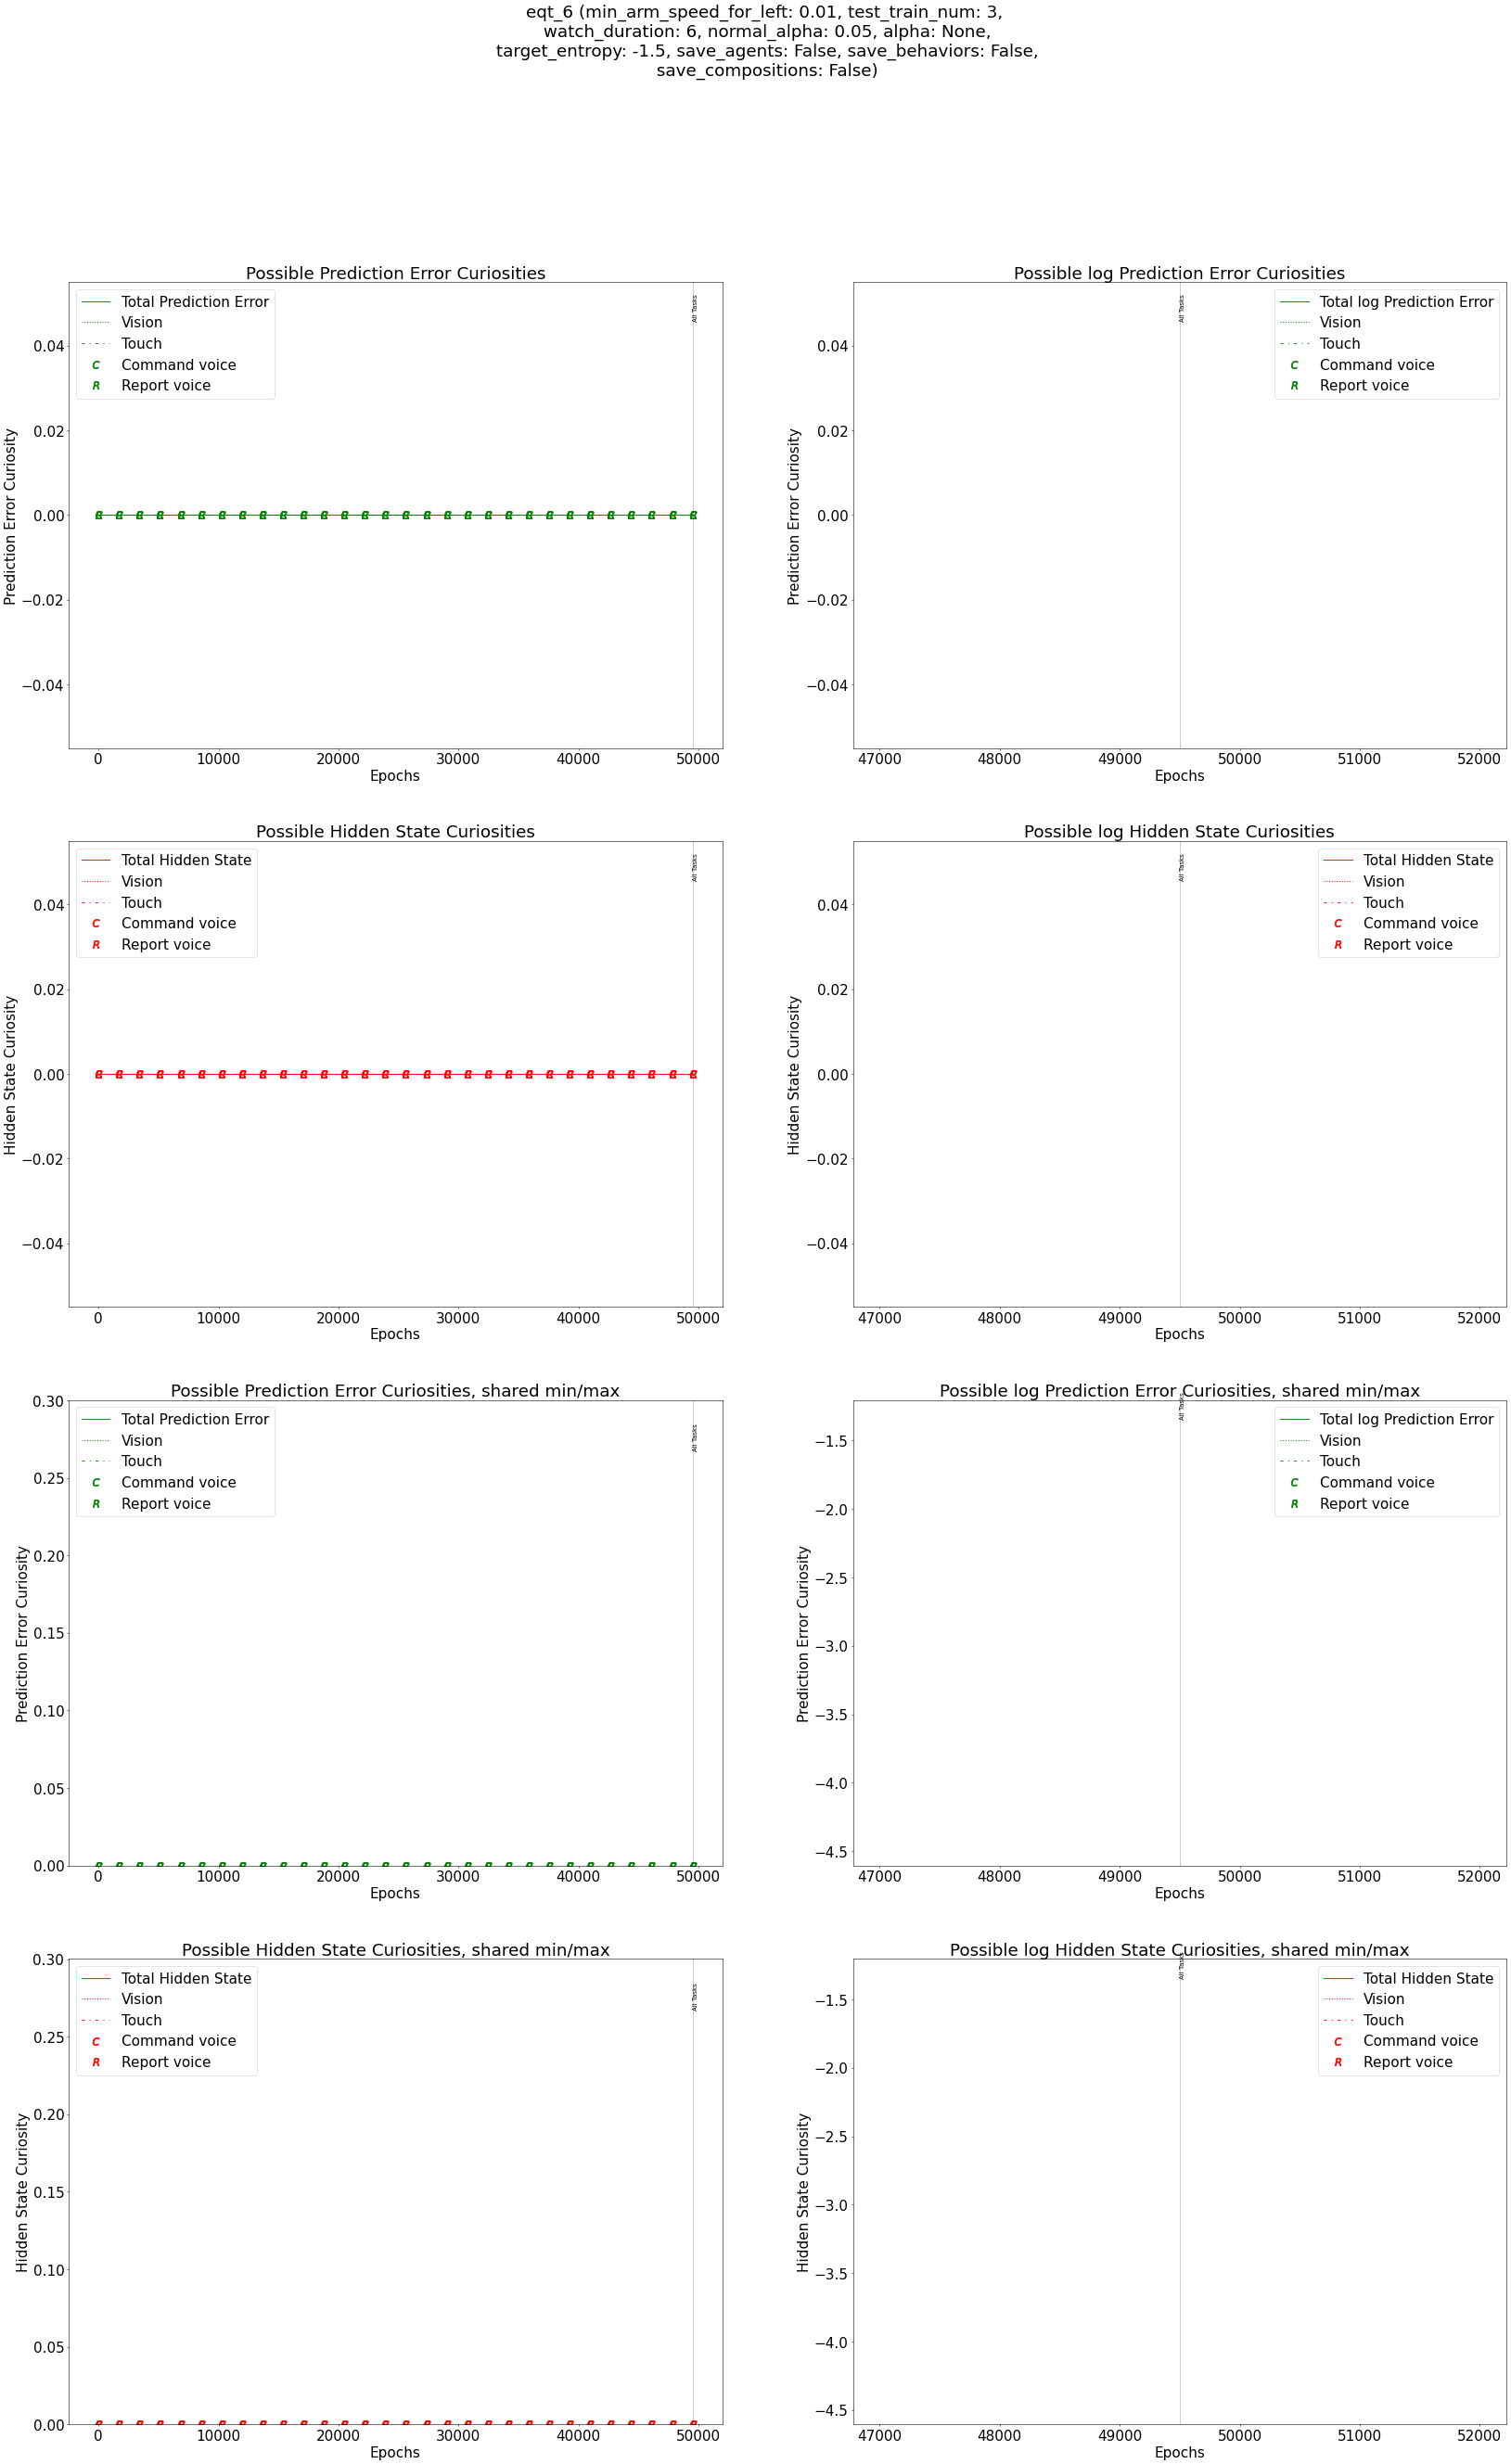 eqt_6 (min_arm_speed_for_left: 0.01, test_train_num: 3,
watch_duration: 6, normal_alpha: 0.05, alpha: None,
target_entropy: -1.5, save_agents: False, save_behaviors: False,
save_compositions: False)
Possible Prediction Error Curiosities
Prediction Error Curiosity
0.04
0.02
0.00
−0.02
−0.04
Total Prediction Error
Vision
Touch
C Command voice
R Report voice
All Tasks
0 10000 20000 30000 40000 50000
Epochs
Possible log Prediction Error Curiosities
Prediction Error Curiosity
0.04
0.02
0.00
−0.02
−0.04
All Tasks
Total log Prediction Error
Vision
Touch
C Command voice
R Report voice
47000 48000 49000 50000 51000 52000
Epochs
Possible Hidden State Curiosities
Hidden State Curiosity
0.04
0.02
0.00
−0.02
−0.04
Total Hidden State
Vision
Touch
C Command voice
R Report voice
All Tasks
0 10000 20000 30000 40000 50000
Epochs
Possible log Hidden State Curiosities
Hidden State Curiosity
0.04
0.02
0.00
−0.02
−0.04
All Tasks
Total Hidden State
Vision
Touch
C Command voice
R Report voice
47000 48000 49000 50000 51000 52000
Epochs
Possible Prediction Error Curiosities, shared min/max
Prediction Error Curiosity
0.30
0.25
0.20
0.15
0.10
0.05
0.00
Total Prediction Error
Vision
Touch
C Command voice
R Report voice
All Tasks
0 10000 20000 30000 40000 50000
Epochs
Possible log Prediction Error Curiosities, shared min/max
Prediction Error Curiosity
−1.5
−2.0
−2.5
−3.0
−3.5
−4.0
−4.5
All Tasks
Total log Prediction Error
Vision
Touch
C Command voice
R Report voice
47000 48000 49000 50000 51000 52000
Epochs
Possible Hidden State Curiosities, shared min/max
Hidden State Curiosity
0.30
0.25
0.20
0.15
0.10
0.05
0.00
Total Hidden State
Vision
Touch
C Command voice
R Report voice
All Tasks
0 10000 20000 30000 40000 50000
Epochs
Possible log Hidden State Curiosities, shared min/max
Hidden State Curiosity
−1.5
−2.0
−2.5
−3.0
−3.5
−4.0
−4.5
All Tasks
Total Hidden State
Vision
Touch
C Command voice
R Report voice
47000 48000 49000 50000 51000 52000
Epochs